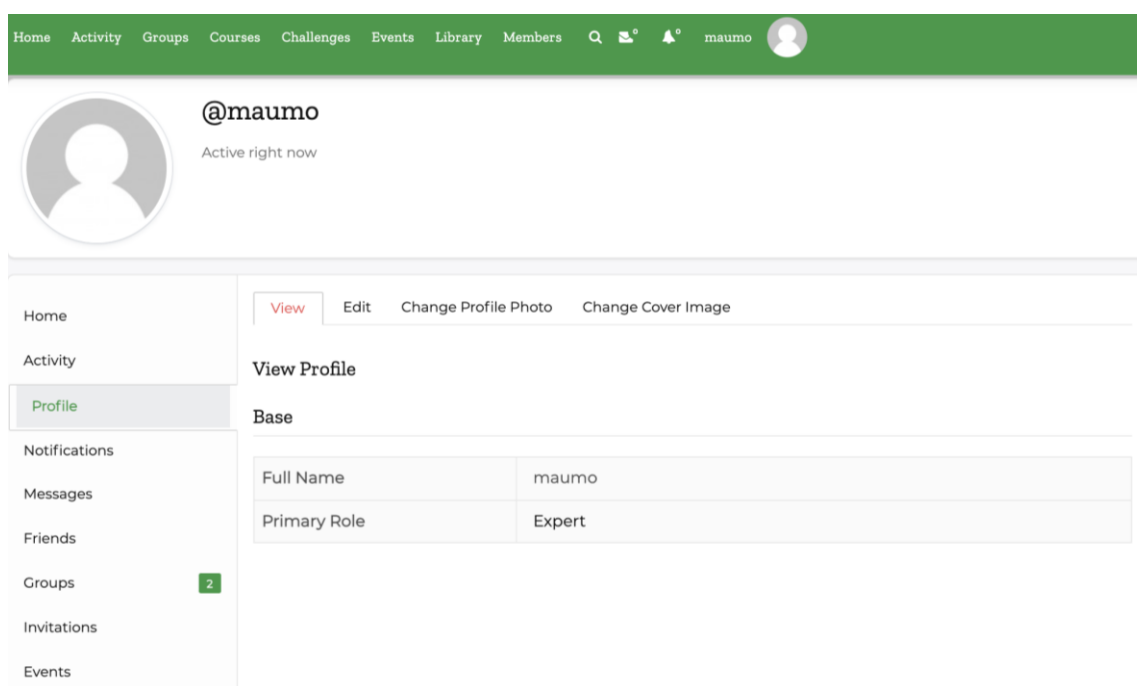 Home Activity Groups Courses Challenges Events Library Members 0 0 maumo
@maumo
Active right now
Home
Activity
Profile
Notifications
Messages
Friends
Groups 2
Invitations
Events
View Edit Change Profile Photo Change Cover Image
View Profile
Base
Full Name maumo
Primary Role Expert